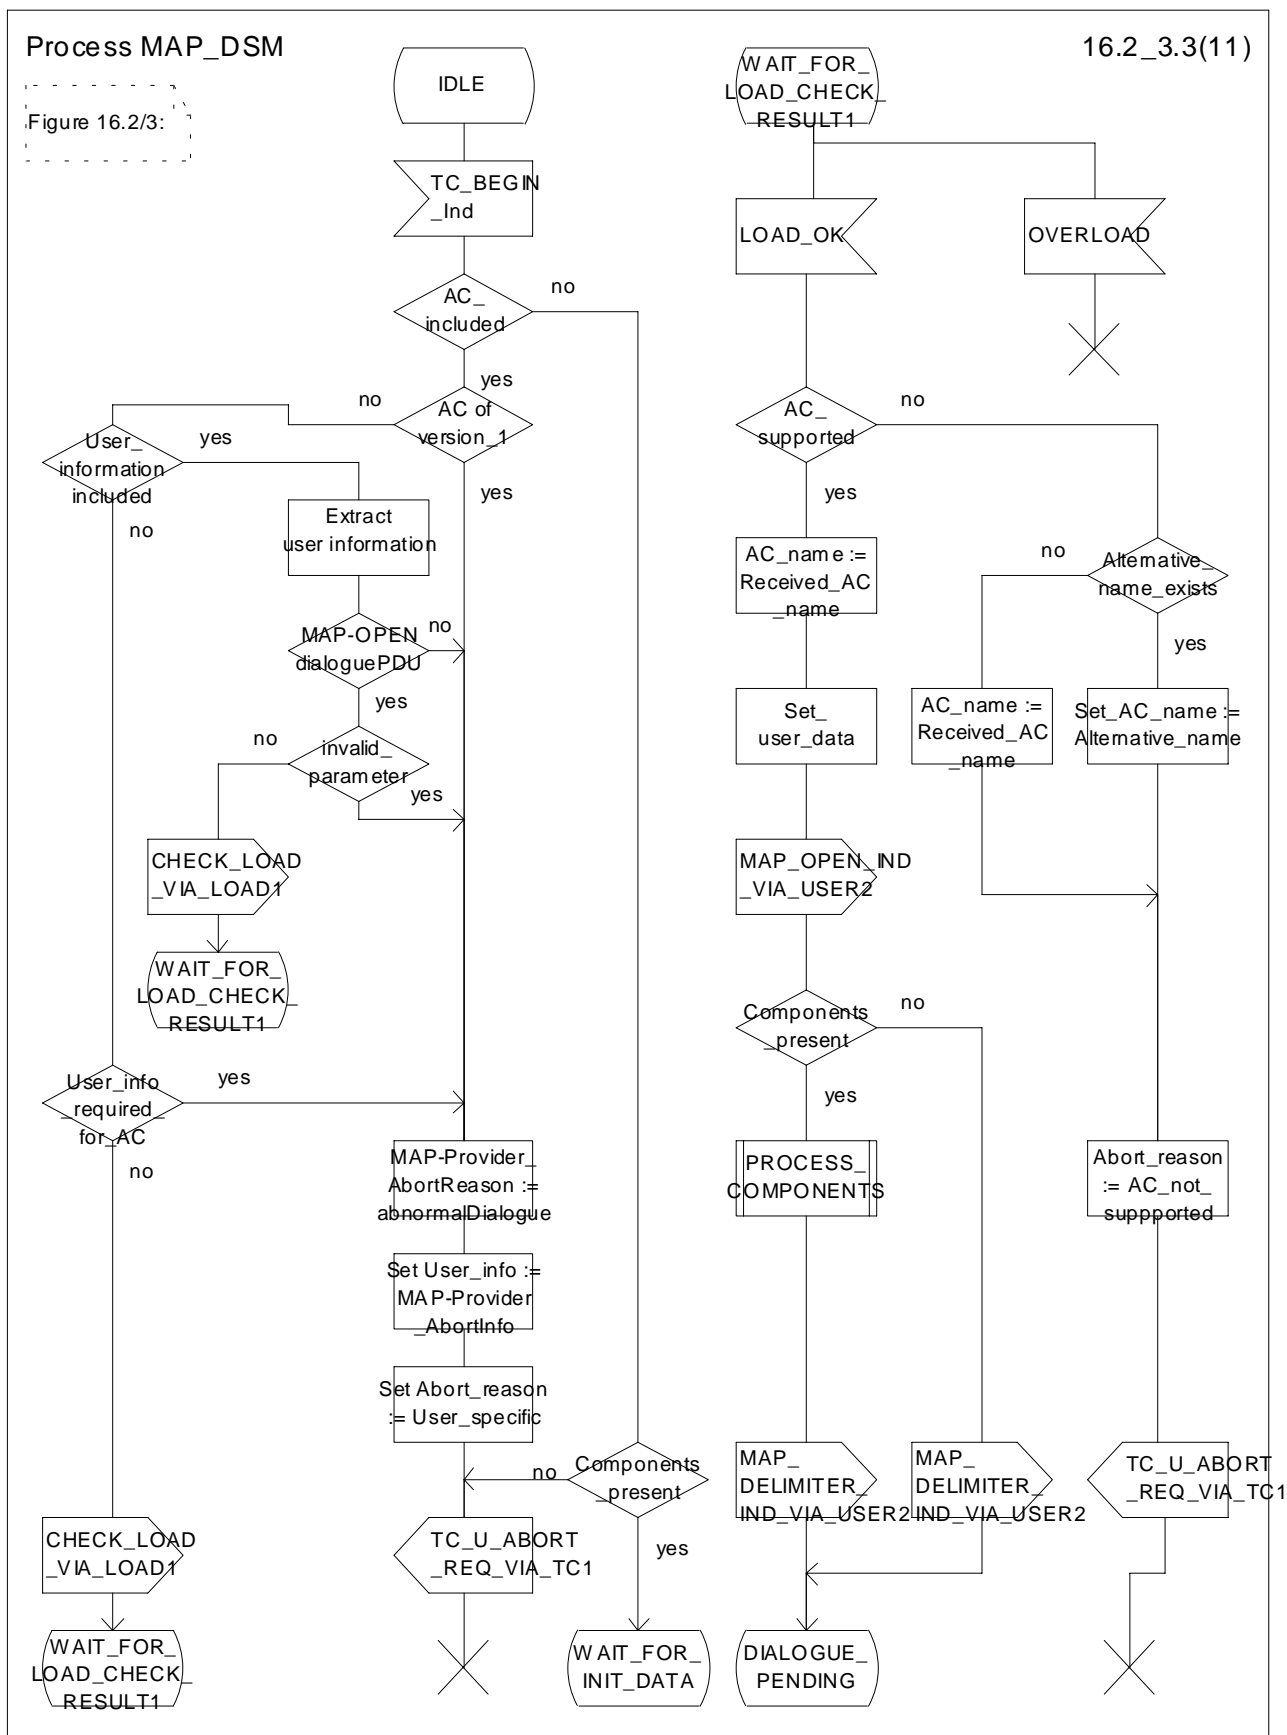 Process MAP_DSM
16.2_3.3(11)
Figure 16.2/3:
IDLE
TC_BEGIN
_Ind
AC_
included
no
yes
AC of
version_1
no
yes
User_
information
included
yes
no
Extract
user information
MAP-OPEN
dialoguePDU
no
yes
invalid_
parameter
no
yes
CHECK_LOAD
_VIA_LOAD1
WAIT_FOR_
LOAD_CHECK_
RESULT1
User_info
_required_
for_AC
yes
no
MAP-Provider_
AbortReason :=
abnormalDialogue
Set User_info :=
MAP-Provider
_AbortInfo
Set Abort_reason
:= User_specific
Components
_present
no
yes
CHECK_LOAD
_VIA_LOAD1
TC_U_ABORT
_REQ_VIA_TC1
WAIT_FOR_
LOAD_CHECK_
RESULT1
WAIT_FOR_
INIT_DATA
WAIT_FOR_
LOAD_CHECK_
RESULT1
LOAD_OK
OVERLOAD
AC_
supported
no
yes
AC_name :=
Received_AC
_name
Alternative_
name_exists
no
yes
Set_
user_data
AC_name :=
Received_AC
_name
Set_AC_name :=
Alternative_name
MAP_OPEN_IND
_VIA_USER2
Components
_present
no
yes
PROCESS_
COMPONENTS
Abort_reason
:= AC_not_
suppported
MAP_
DELIMITER_
IND_VIA_USER2
MAP_
DELIMITER_
IND_VIA_USER2
TC_U_ABORT
_REQ_VIA_TC1
DIALOGUE_
PENDING